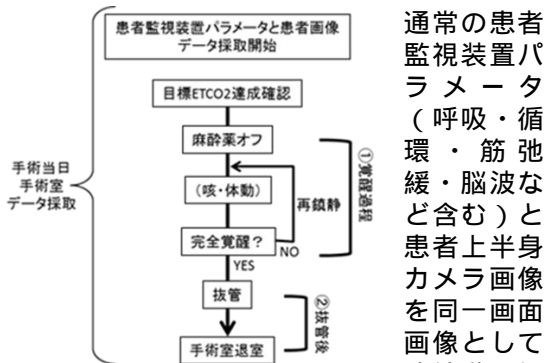 患者監視装置パラメータと患者画像
データ採取開始
目標ETCO2達成確認
麻酔薬オフ
(咳・体動)
再鎮静
完全覚醒?
NO
YES
抜管
手術室退室
①覚醒過程
②抜管後
手術当日
手術室
データ採取
通常の患者
監視装置パ
ラメータ
(呼吸・循
環・筋弛
緩・脳波な
ど含む)と
患者上半身
カメラ画像
を同一画面
画像として